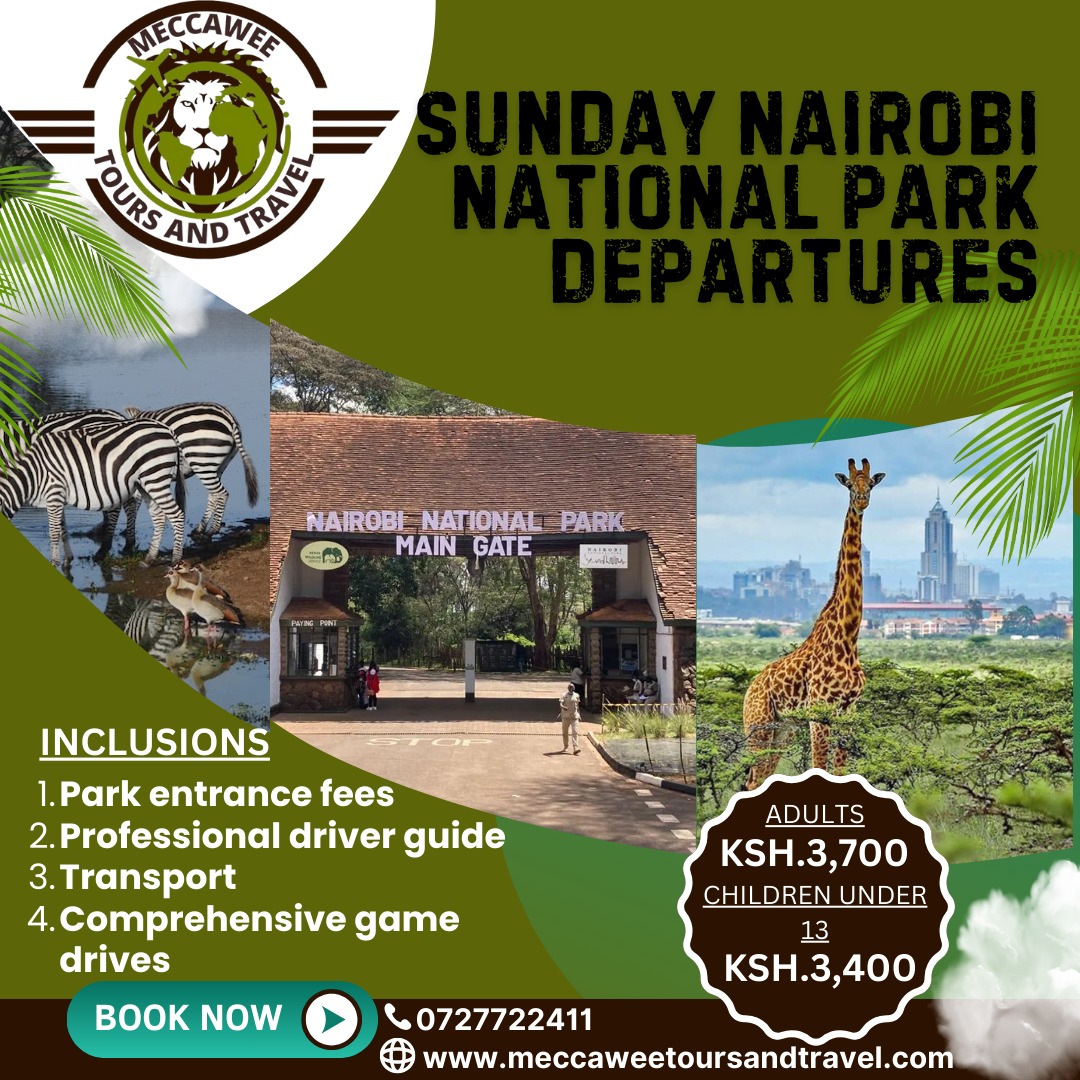 MECCAWEE
TOURS AND TRAVEL
SUNDAY NAIROBI
NATIONAL PARK
DEPARTURES
NAIROBI NATIONAL PARK
MAIN GATE
PAYING POINT
STOP
INCLUSIONS
1. Park entrance fees
2. Professional driver guide
3. Transport
4. Comprehensive game
drives
ADULTS
KSH.3,700
CHILDREN UNDER
13
KSH.3,400
BOOK NOW
0727722411
www.meccaweetoursandtravel.com